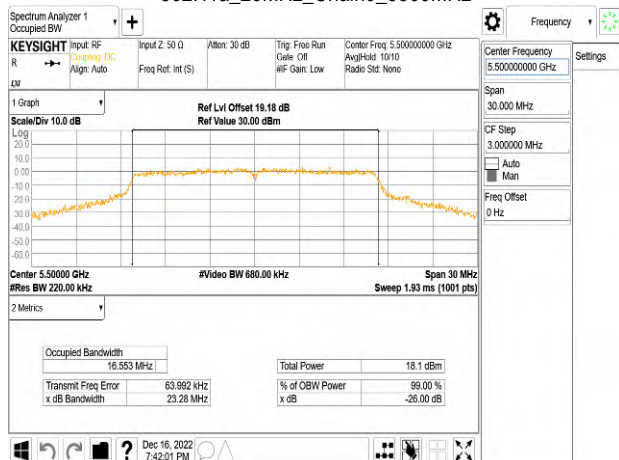 Spectrum Analyzer 1
Occupied BW
KEYSIGHT
R
Input: RF
Coupling: DC
Align: Auto
Input Z: 50 Ω
Freq Ref: Int (S)
Atten: 30 dB
Trig: Free Run
Gate: Off
#IF Gain: Low
Center Freq: 5.500000000 GHz
Avg|Hold: 10/10
Radio Std: None
1 Graph
Scale/Div 10.0 dB
Ref Lvl Offset 19.18 dB
Ref Value 30.00 dBm
Log
20.0
10.0
0.00
-10.0
-20.0
-30.0
-40.0
-50.0
-60.0
Center 5.50000 GHz
#Res BW 220.00 kHz
#Video BW 680.00 kHz
Span 30 MHz
Sweep 1.93 ms (1001 pts)
2 Metrics
Occupied Bandwidth
16.553 MHz
Transmit Freq Error 63.992 kHz
x dB Bandwidth 23.28 MHz
Total Power 18.1 dBm
% of OBW Power 99.00 %
x dB -26.00 dB
Dec 16, 2022
7:42:01 PM
Frequency
Center Frequency
5.500000000 GHz
Settings
Span
30.000 MHz
CF Step
3.000000 MHz
Auto
Man
Freq Offset
0 Hz